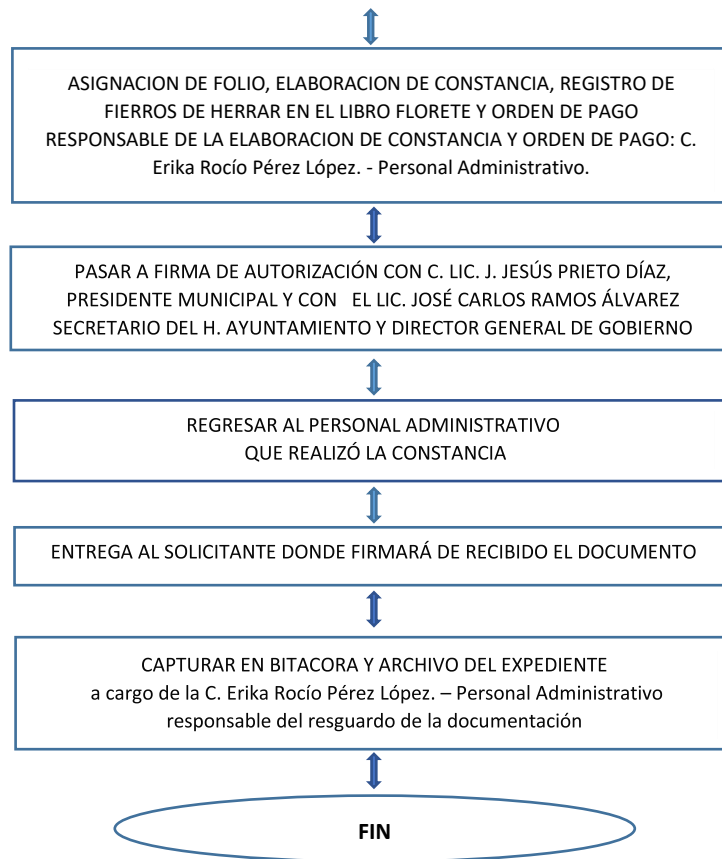 ASIGNACION DE FOLIO, ELABORACION DE CONSTANCIA, REGISTRO DE
FIERROS DE HERRAR EN EL LIBRO FLORETE Y ORDEN DE PAGO
RESPONSABLE DE LA ELABORACION DE CONSTANCIA Y ORDEN DE PAGO: C.
Erika Rocío Pérez López. - Personal Administrativo.
PASAR A FIRMA DE AUTORIZACIÓN CON C. LIC. J. JESÚS PRIETO DÍAZ,
PRESIDENTE MUNICIPAL Y CON EL LIC. JOSÉ CARLOS RAMOS ÁLVAREZ
SECRETARIO DEL H. AYUNTAMIENTO Y DIRECTOR GENERAL DE GOBIERNO
REGRESAR AL PERSONAL ADMINISTRATIVO
QUE REALIZÓ LA CONSTANCIA
ENTREGA AL SOLICITANTE DONDE FIRMARÁ DE RECIBIDO EL DOCUMENTO
CAPTURAR EN BITACORA Y ARCHIVO DEL EXPEDIENTE
a cargo de la C. Erika Rocío Pérez López. – Personal Administrativo
responsable del resguardo de la documentación
FIN